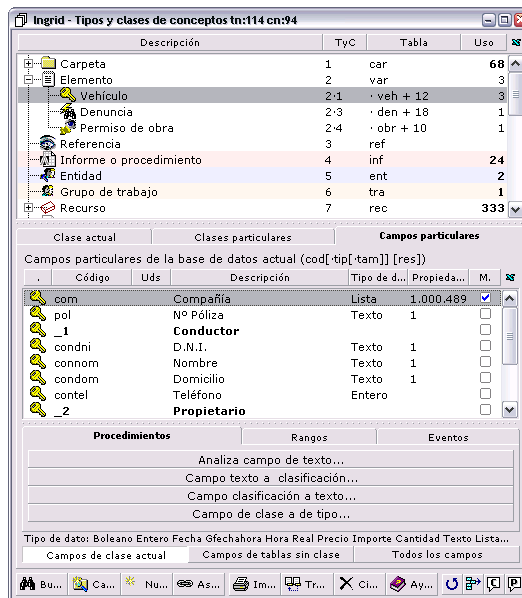 Ingrid - Tipos y clases de conceptos tn:114 cn:94
Descripción TyC Tabla Uso
Carpeta 1 car 68
Elemento 2 var 3
Vehículo 2·1 · veh + 12 3
Denuncia 2·3 · den + 18 1
Permiso de obra 2·4 · obr + 10 1
Referencia 3 ref
Informe o procedimiento 4 inf 24
Entidad 5 ent 2
Grupo de trabajo 6 tra 1
Recurso 7 rec 333
Clase actual Clases particulares Campos particulares
Campos particulares de la base de datos actual (cod[·tip[·tam]] [res])
. Código Uds Descripción Tipo de d... Propieda... M.
com Compañía Lista 1.000.489
pol Nº Póliza Texto 1
_1 Conductor
condni D.N.I. Texto 1
connom Nombre Texto 1
condom Domicilio Texto 1
contel Teléfono Entero
_2 Propietario
Procedimientos Rangos Eventos
Analiza campo de texto...
Campo texto a clasificación...
Campo clasificación a texto...
Campo de clase a de tipo...
Tipo de dato: Boleano Entero Fecha Gfechahora Hora Real Precio Importe Cantidad Texto Lista...
Campos de clase actual Campos de tablas sin clase Todos los campos
Bu... Ca... Nu... As... Im... Tr... Ci... Ay... C P